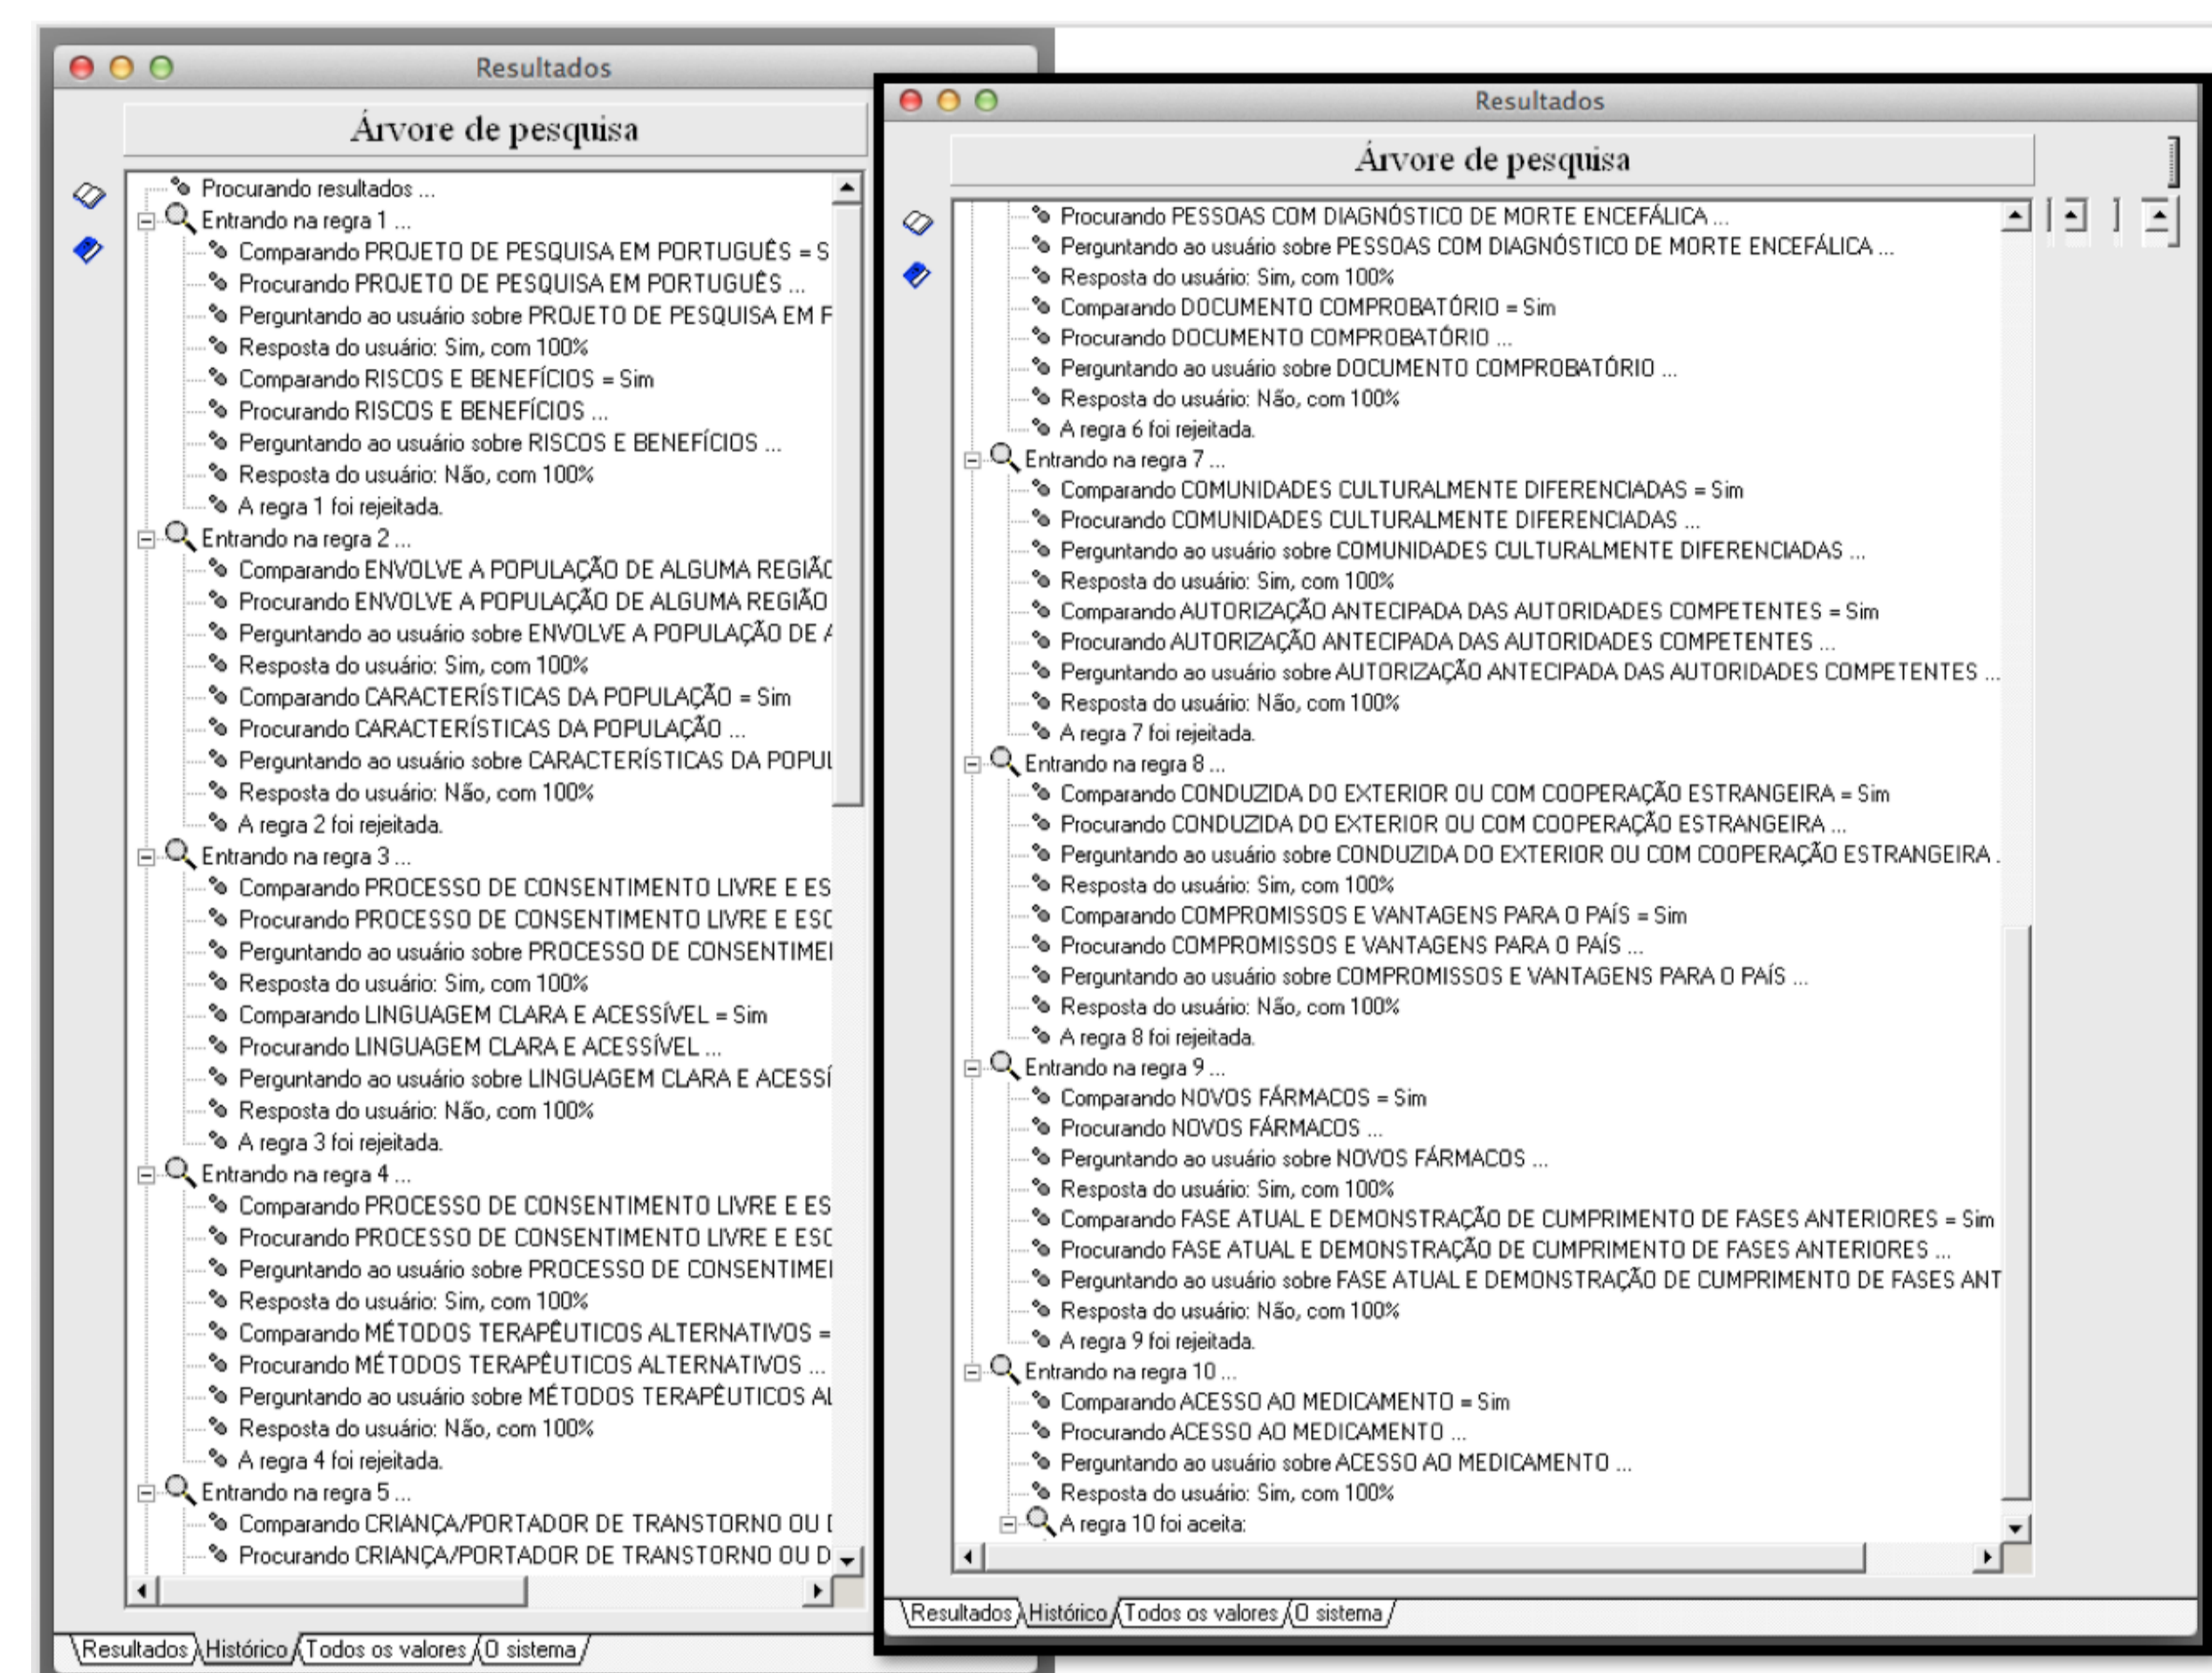 Resultados
Árvore de pesquisa
Procurando resultados ...
Entrando na regra 1 ...
Comparando PROJETO DE PESQUISA EM PORTUGUÊS = S
Procurando PROJETO DE PESQUISA EM PORTUGUÊS ...
Perguntando ao usuário sobre PROJETO DE PESQUISA EM
Resposta do usuário: Sim, com 100%
Comparando RISCOS E BENEFÍCIOS = Sim
Procurando RISCOS E BENEFÍCIOS ...
Perguntando ao usuário sobre RISCOS E BENEFÍCIOS ...
Resposta do usuário: Não, com 100%
A regra 1 foi rejeitada.
Entrando na regra 2 ...
Comparando ENVOLVE A POPULAÇÃO DE ALGUMA REGIÃO
Procurando ENVOLVE A POPULAÇÃO DE ALGUMA REGIÃO
Perguntando ao usuário sobre ENVOLVE A POPULAÇÃO DE
Resposta do usuário: Sim, com 100%
Comparando CARACTERÍSTICAS DA POPULAÇÃO = Sim
Procurando CARACTERÍSTICAS DA POPULAÇÃO ...
Perguntando ao usuário sobre CARACTERÍSTICAS DA POPUL
Resposta do usuário: Não, com 100%
A regra 2 foi rejeitada.
Entrando na regra 3 ...
Comparando PROCESSO DE CONSENTIMENTO LIVRE E ES
Procurando PROCESSO DE CONSENTIMENTO LIVRE E ESC
Perguntando ao usuário sobre PROCESSO DE CONSENTIME
Resposta do usuário: Sim, com 100%
Comparando LINGUAGEM CLARA E ACESSÍVEL = Sim
Procurando LINGUAGEM CLARA E ACESSÍVEL ...
Perguntando ao usuário sobre LINGUAGEM CLARA E ACESSÍ
Resposta do usuário: Não, com 100%
A regra 3 foi rejeitada.
Entrando na regra 4 ...
Comparando PROCESSO DE CONSENTIMENTO LIVRE E ES
Procurando PROCESSO DE CONSENTIMENTO LIVRE E ESC
Perguntando ao usuário sobre PROCESSO DE CONSENTIME
Resposta do usuário: Sim, com 100%
Comparando MÉTODOS TERAPÊUTICOS ALTERNATIVOS =
Procurando MÉTODOS TERAPÊUTICOS ALTERNATIVOS ...
Perguntando ao usuário sobre MÉTODOS TERAPÊUTICOS AL
Resposta do usuário: Não, com 100%
A regra 4 foi rejeitada.
Entrando na regra 5 ...
Comparando CRIANÇA/PORTADOR DE TRANSTORNO OU
Procurando CRIANÇA/PORTADOR DE TRANSTORNO OU D
Resultados Histórico Todos os valores O sistema
Resultados
Árvore de pesquisa
Procurando PESSOAS COM DIAGNÓSTICO DE MORTE ENCEFÁLICA ...
Perguntando ao usuário sobre PESSOAS COM DIAGNÓSTICO DE MORTE ENCEFÁLICA ...
Resposta do usuário: Sim, com 100%
Comparando DOCUMENTO COMPROBATÓRIO = Sim
Procurando DOCUMENTO COMPROBATÓRIO ...
Perguntando ao usuário sobre DOCUMENTO COMPROBATÓRIO ...
Resposta do usuário: Não, com 100%
A regra 6 foi rejeitada.
Entrando na regra 7 ...
Comparando COMUNIDADES CULTURALMENTE DIFERENCIADAS = Sim
Procurando COMUNIDADES CULTURALMENTE DIFERENCIADAS ...
Perguntando ao usuário sobre COMUNIDADES CULTURALMENTE DIFERENCIADAS ...
Resposta do usuário: Sim, com 100%
Comparando AUTORIZAÇÃO ANTECIPADA DAS AUTORIDADES COMPETENTES = Sim
Procurando AUTORIZAÇÃO ANTECIPADA DAS AUTORIDADES COMPETENTES ...
Perguntando ao usuário sobre AUTORIZAÇÃO ANTECIPADA DAS AUTORIDADES COMPETENTES ...
Resposta do usuário: Não, com 100%
A regra 7 foi rejeitada.
Entrando na regra 8 ...
Comparando CONDUZIDA DO EXTERIOR OU COM COOPERAÇÃO ESTRANGEIRA = Sim
Procurando CONDUZIDA DO EXTERIOR OU COM COOPERAÇÃO ESTRANGEIRA ...
Perguntando ao usuário sobre CONDUZIDA DO EXTERIOR OU COM COOPERAÇÃO ESTRANGEIRA .
Resposta do usuário: Sim, com 100%
Comparando COMPROMISSOS E VANTAGENS PARA O PAÍS = Sim
Procurando COMPROMISSOS E VANTAGENS PARA O PAÍS ...
Perguntando ao usuário sobre COMPROMISSOS E VANTAGENS PARA O PAÍS ...
Resposta do usuário: Não, com 100%
A regra 8 foi rejeitada.
Entrando na regra 9 ...
Comparando NOVOS FÁRMACOS = Sim
Procurando NOVOS FÁRMACOS ...
Perguntando ao usuário sobre NOVOS FÁRMACOS ...
Resposta do usuário: Sim, com 100%
Comparando FASE ATUAL E DEMONSTRAÇÃO DE CUMPRIMENTO DE FASES ANTERIORES = Sim
Procurando FASE ATUAL E DEMONSTRAÇÃO DE CUMPRIMENTO DE FASES ANTERIORES ...
Perguntando ao usuário sobre FASE ATUAL E DEMONSTRAÇÃO DE CUMPRIMENTO DE FASES ANT
Resposta do usuário: Não, com 100%
A regra 9 foi rejeitada.
Entrando na regra 10 ...
Comparando ACESSO AO MEDICAMENTO = Sim
Procurando ACESSO AO MEDICAMENTO ...
Perguntando ao usuário sobre ACESSO AO MEDICAMENTO ...
Resposta do usuário: Sim, com 100%
A regra 10 foi aceita:
Resultados Histórico Todos os valores O sistema